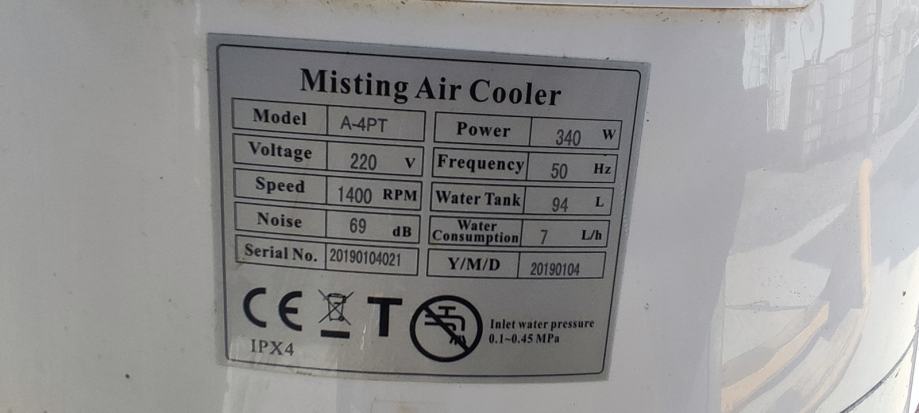 Misting Air Cooler
Model A-4PT Power 340 W
Voltage 220 V Frequency 50 Hz
Speed 1400 RPM Water Tank 94 L
Noise 69 dB Water Consumption 7 L/h
Serial No. 20190104021 Y/M/D 20190104
CE T
Inlet water pressure
0.1~0.45 MPa
IPX4